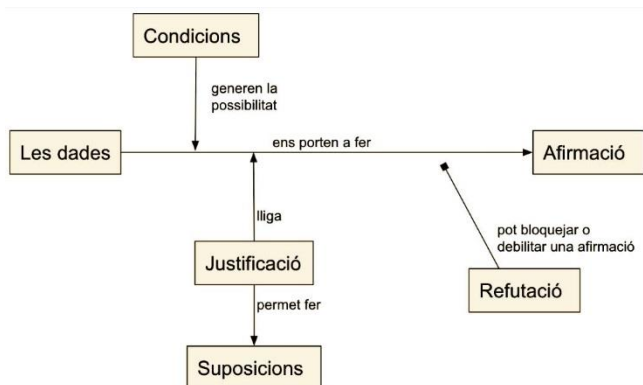 Condicions
generen la
possibilitat
Les dades
ens porten a fer
Afirmació
lliga
pot bloquejar o
debilitar una afirmació
Justificació
Refutació
permet fer
Suposicions